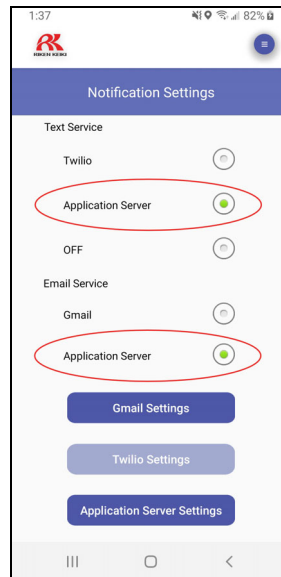 1:37
82%
RIKEN KEIKI
Notification Settings
Text Service
Twilio
Application Server
OFF
Email Service
Gmail
Application Server
Gmail Settings
Twilio Settings
Application Server Settings